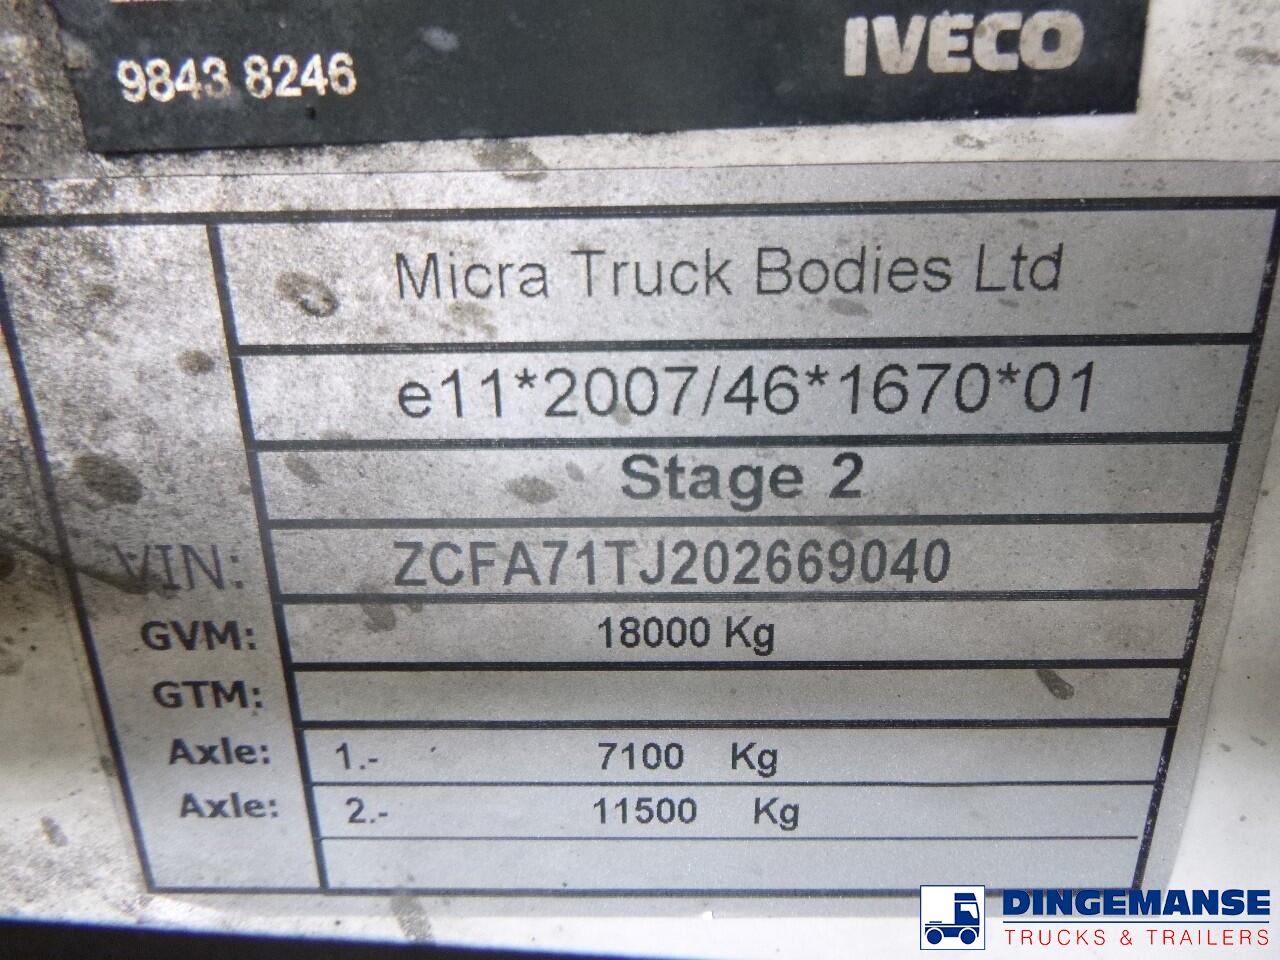 9843 8246 IVECO
Micra Truck Bodies Ltd
e11*2007/46*1670*01
Stage 2
VIN: ZCFA71TJ202669040
GVM: 18000 Kg
GTM:
Axle: 1.- 7100 Kg
Axle: 2.- 11500 Kg
DINGEMANSE
TRUCKS & TRAILERS